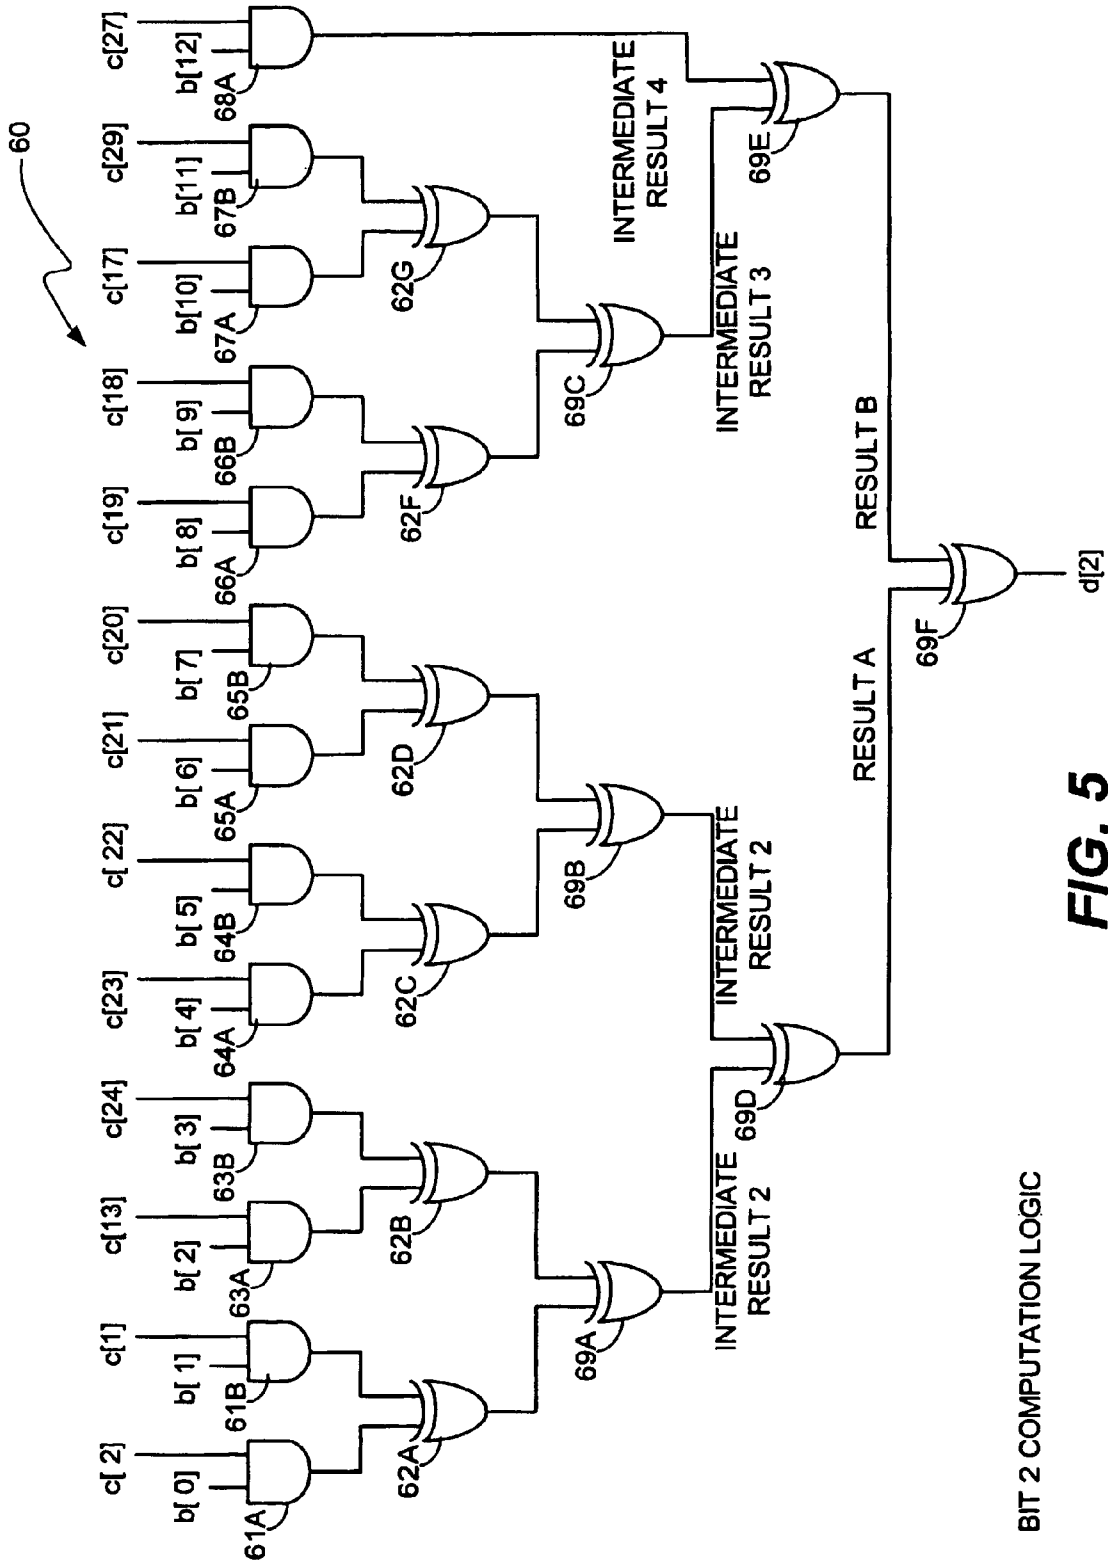 60
c[ 2]
c[1]
c[13]
c[24]
c[23]
c[ 22]
c[21]
c[20]
c[19]
c[18]
c[17]
c[29]
c[27]
b[ 0]
b[ 1]
b[ 2]
b[ 3]
b[ 4]
b[ 5]
b[ 6]
b[ 7]
b[ 8]
b[ 9]
b[10]
b[11]
b[12]
61A
61B
63A
63B
64A
64B
65A
65B
66A
66B
67A
67B
68A
62A
62B
62C
62D
62F
62G
69A
69B
69C
INTERMEDIATE
RESULT 4
INTERMEDIATE
RESULT 2
INTERMEDIATE
RESULT 2
INTERMEDIATE
RESULT 3
69D
69E
RESULT A
RESULT B
69F
d[2]
BIT 2 COMPUTATION LOGIC
FIG. 5